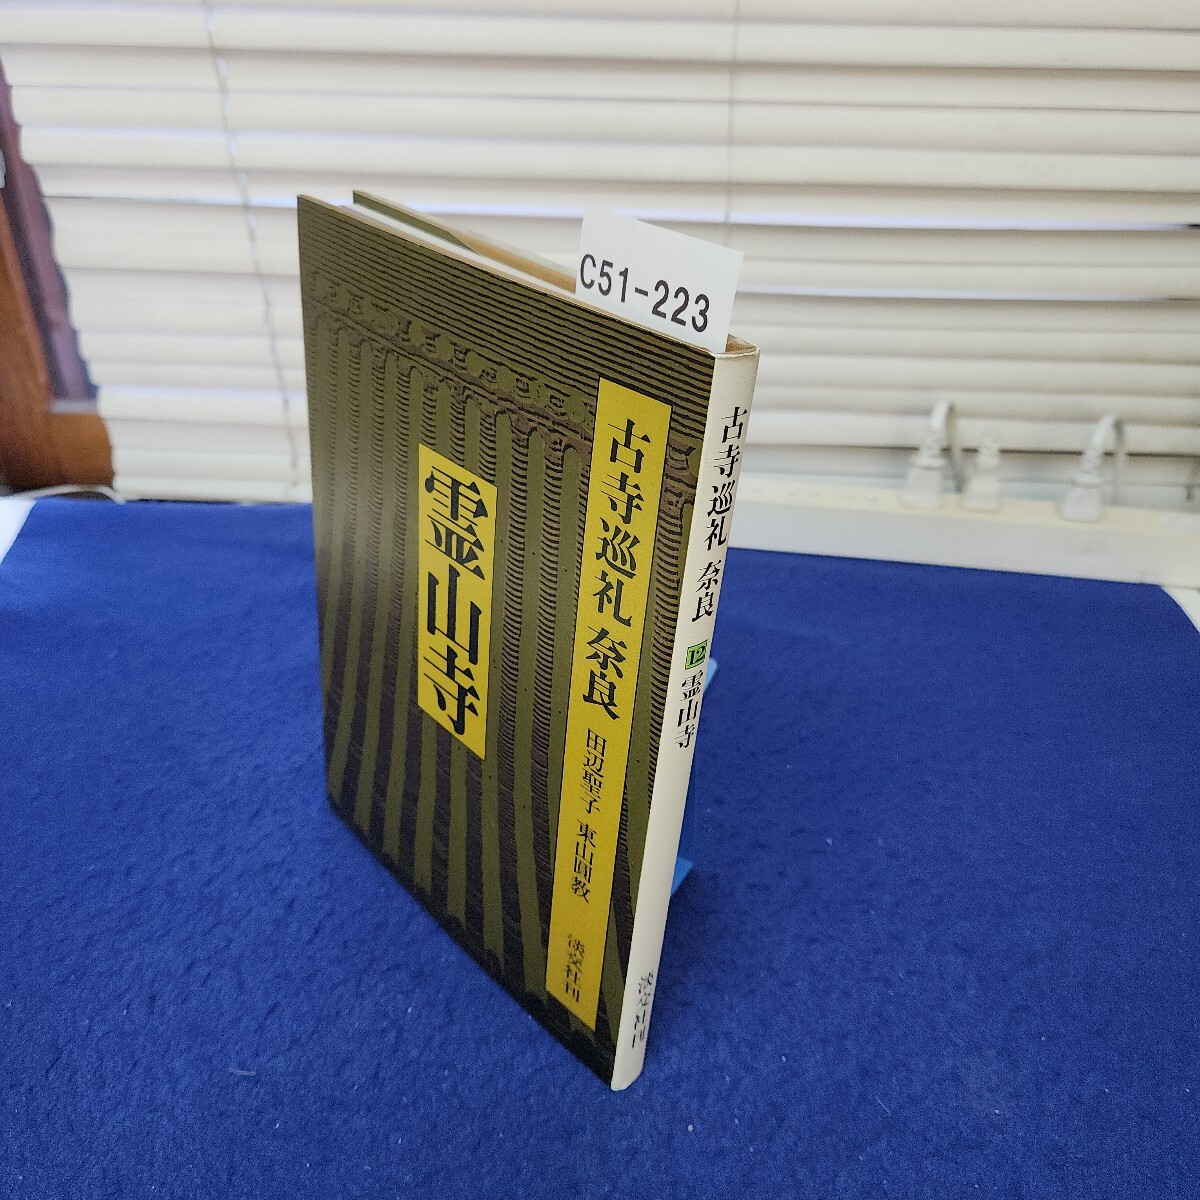 C51-223
古寺巡礼 奈良
田辺聖子 東山圓教
淡交社刊
霊山寺
古寺巡礼 奈良 12 霊山寺
淡交社刊